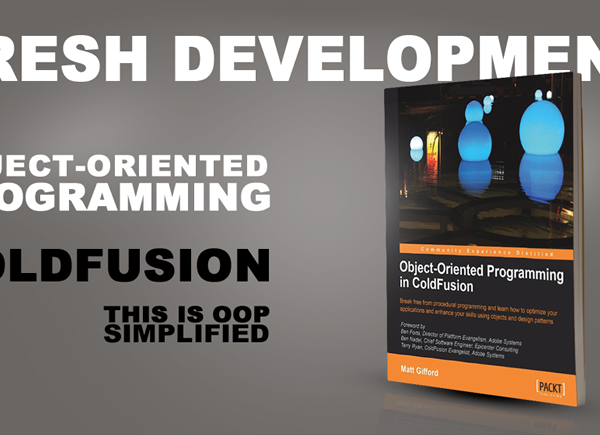 RESH DEVELOPMEN
JECT-ORIENTED
OGRAMMING
OLDFUSION
THIS IS OOP
SIMPLIFIED
Community Experience Distilled
Object-Oriented Programming
in ColdFusion
Break free from procedural programming and learn how to optimize your
applications and enhance your skills using objects and design patterns
Foreword by
Ben Forta, Director of Platform Evangelism, Adobe Systems
Ben Nadel, Chief Software Engineer, Epicenter Consulting
Terry Ryan, ColdFusion Evangelist, Adobe Systems
Matt Gifford
[PACKT]
PUBLISHING